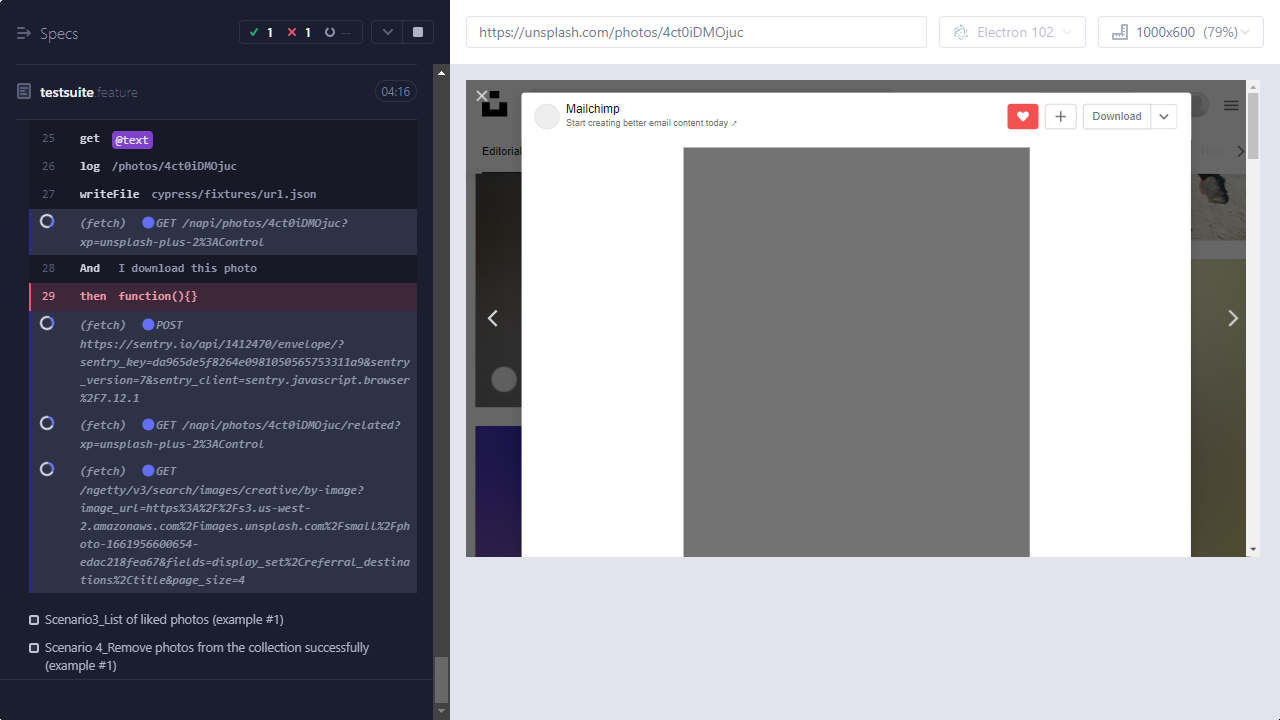 Specs
1
1
--
testsuite.feature
04:16
25 get @text
26 log /photos/4ct0iDMOjuc
27 writeFile cypress/fixtures/url.json
(fetch) GET /napi/photos/4ct0iDMOjuc?
xp=unsplash-plus-2%3AControl
28 And I download this photo
29 then function(){}
(fetch) POST
https://sentry.io/api/1412470/envelope/?
sentry_key=da965de5f8264e0981050565753311a9&sentry
_version=7&sentry_client=sentry.javascript.browser
%2F7.12.1
(fetch) GET /napi/photos/4ct0iDMOjuc/related?
xp=unsplash-plus-2%3AControl
(fetch) GET
/ngetty/v3/search/images/creative/by-image?
image_url=https%3A%2F%2Fs3.us-west-
2.amazonaws.com%2Fimages.unsplash.com%2Fsmall%2Fph
oto-1661956600654-
edac218fea67&fields=display_set%2Creferral_destina
tions%2Ctitle&page_size=4
Scenario3_List of liked photos (example #1)
Scenario 4_Remove photos from the collection successfully
(example #1)
https://unsplash.com/photos/4ct0iDMOjuc
Electron 102
1000x600 (79%)
Mailchimp
Start creating better email content today ↗
Download
Editorial